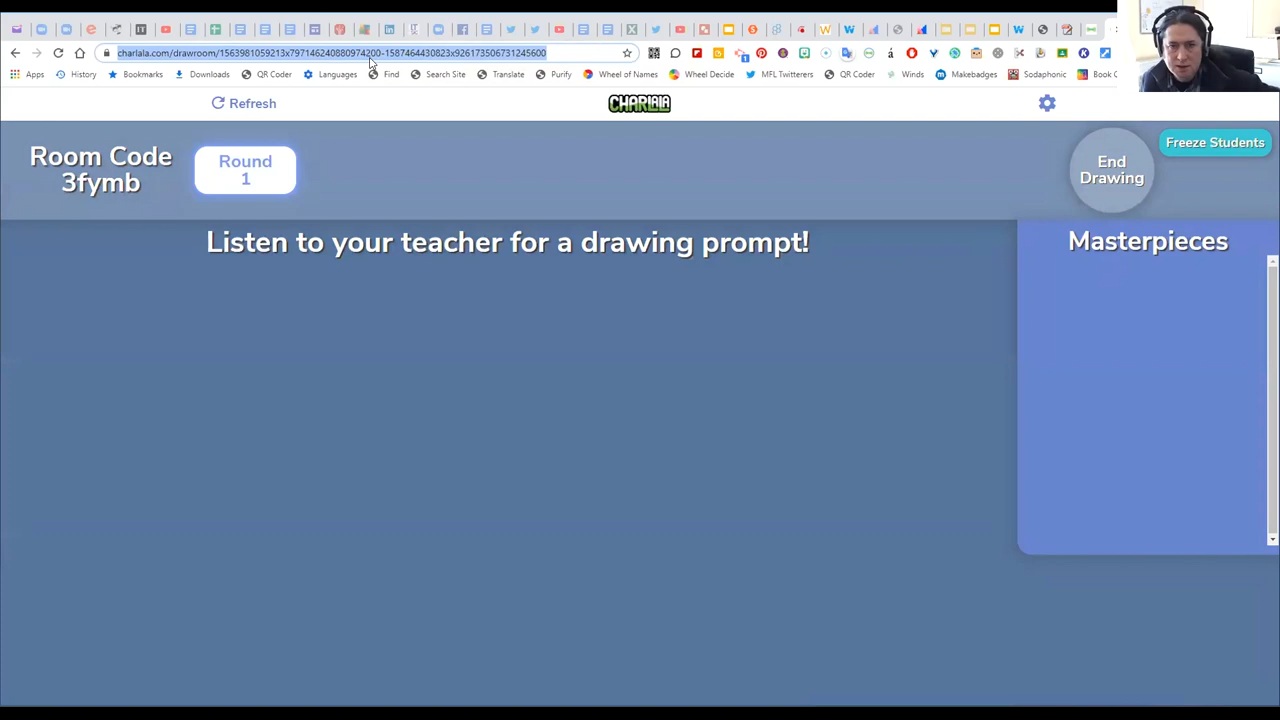 charlala.com/drawroom/1563981059213x797146240880974200-1587464430823x926173506731245600
Apps History Bookmarks Downloads QR Coder Languages Find Search Site Translate Purify Wheel of Names Wheel Decide MFL Twitterers QR Coder Winds Makebadges Sodaphonic Book C
Refresh
CHARLALA
Room Code
3fymb
Round
1
End
Drawing
Freeze Students
Listen to your teacher for a drawing prompt!
Masterpieces